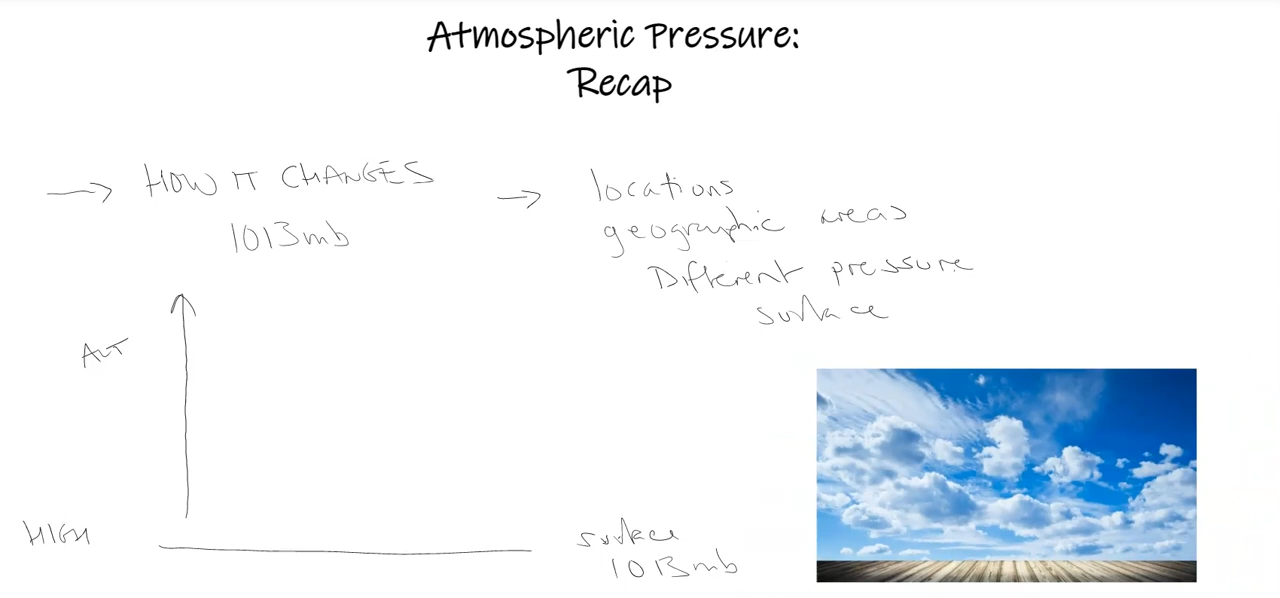 Atmospheric Pressure:
Recap
HOW IT CHANGES
1013mb
locations
geographic areas
Different pressure
surface
ALT
HIGH
surface
1013mb